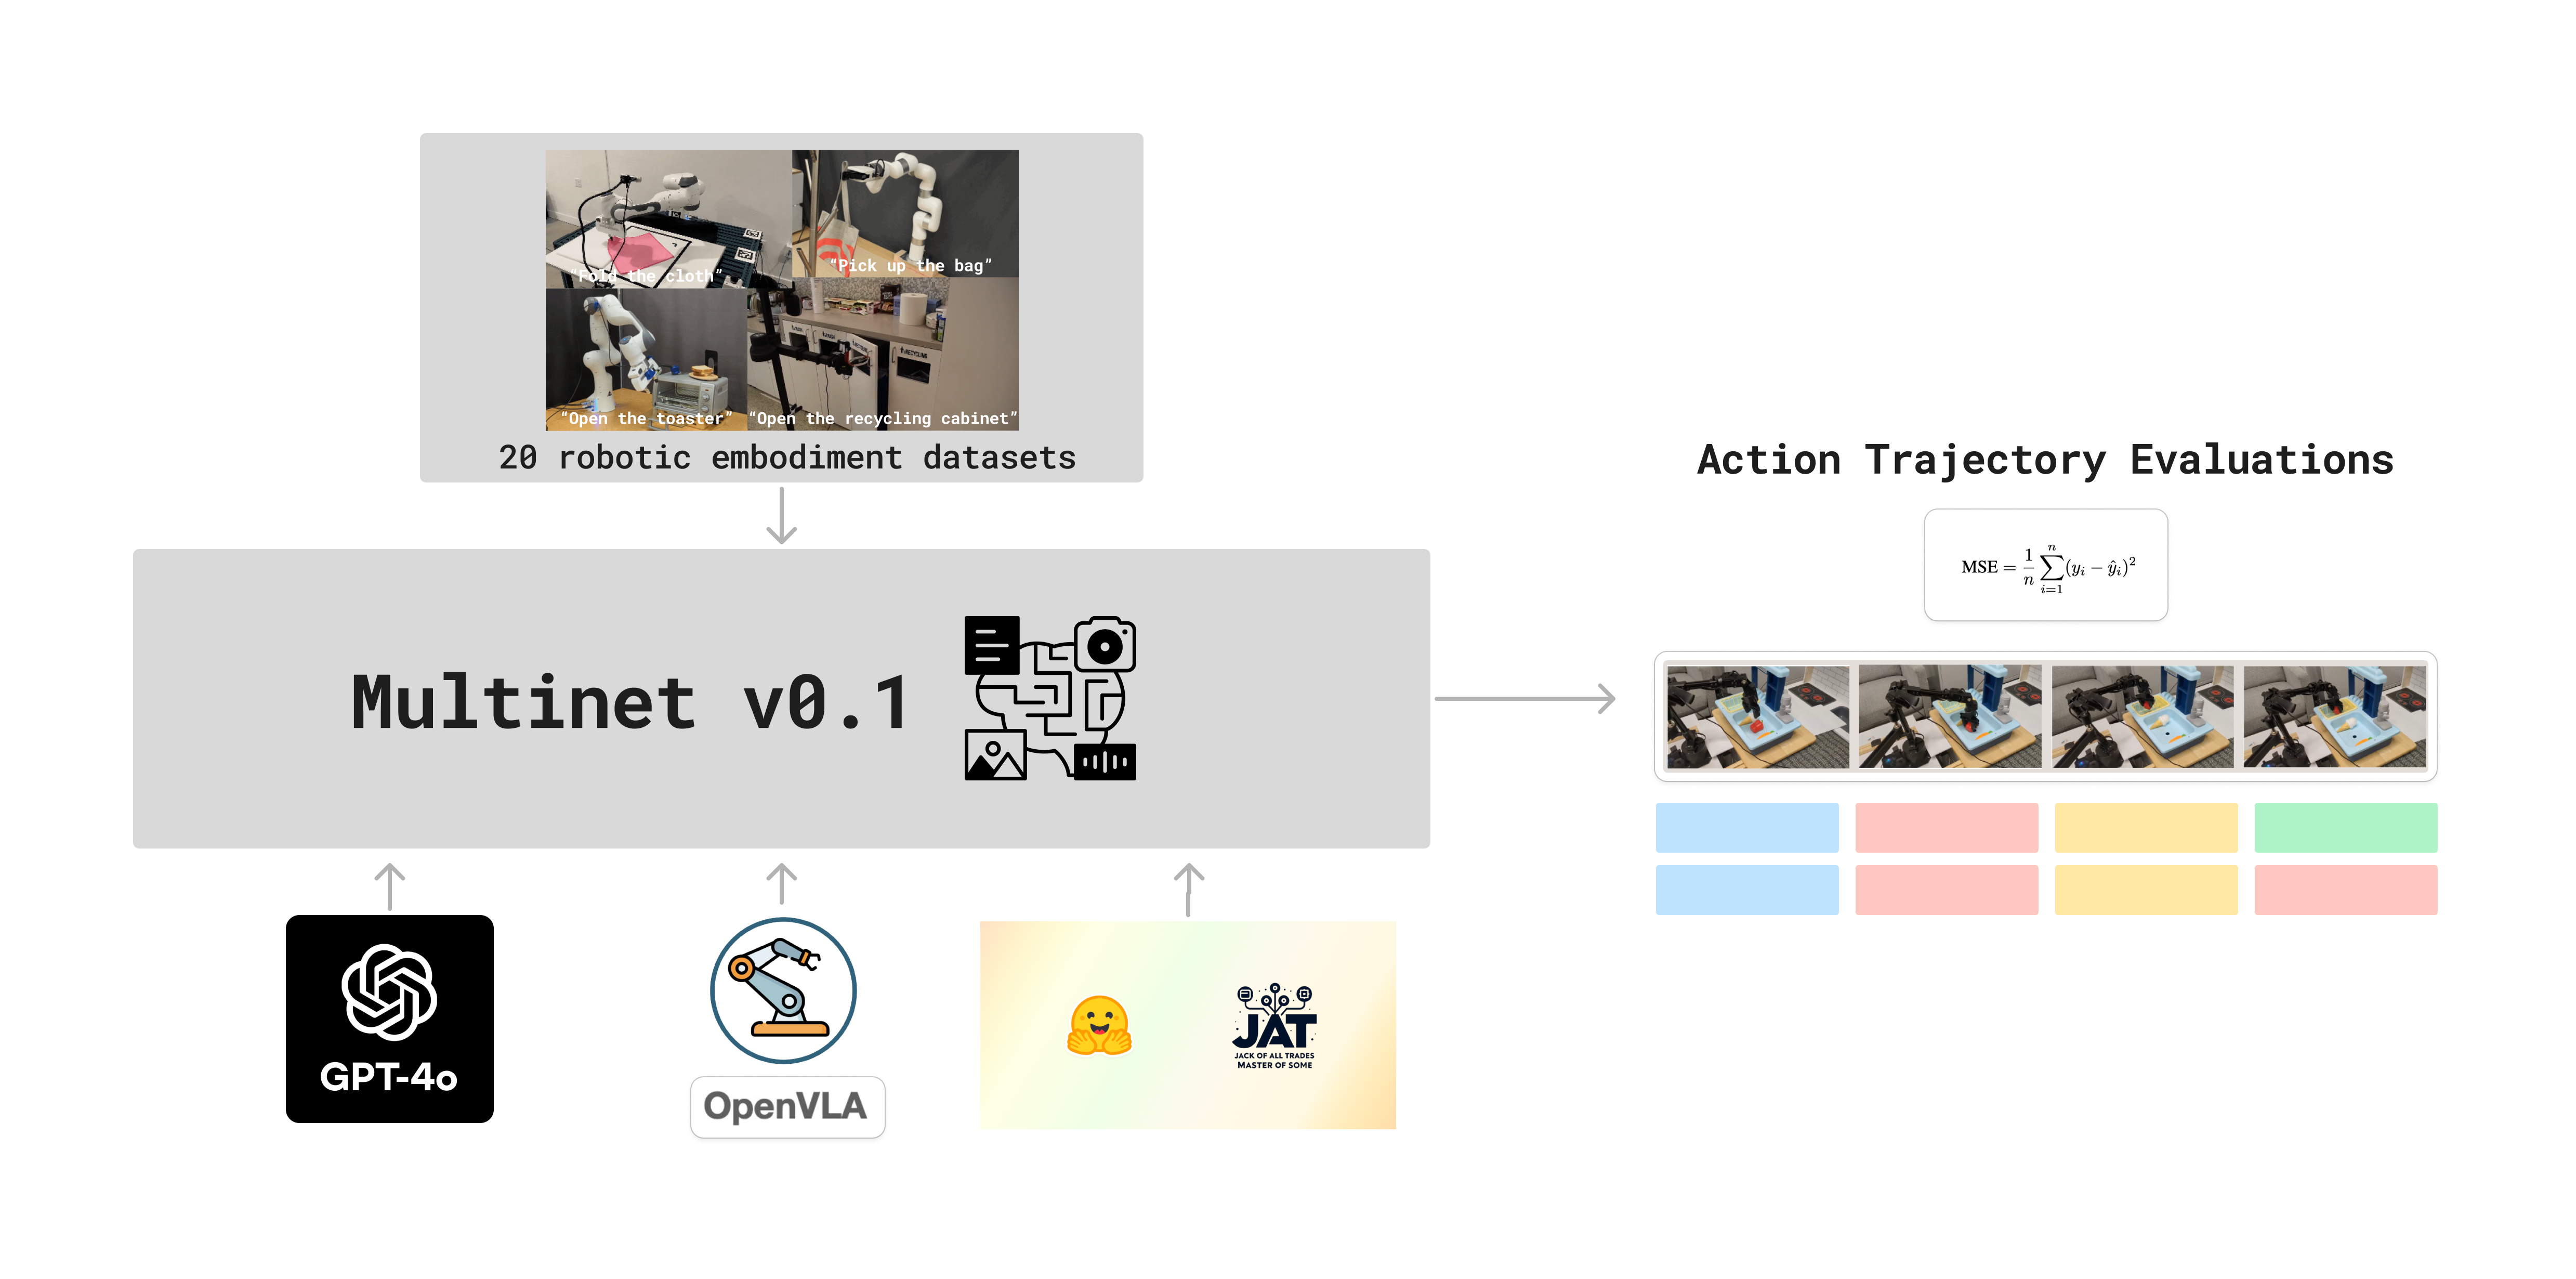 “Fold the cloth”
“Pick up the bag”
“Open the toaster”
“Open the recycling cabinet”
RECYCLING
20 robotic embodiment datasets
Multinet v0.1
Action Trajectory Evaluations
MSE = \frac{1}{n} \sum_{i=1}^{n} (y_i - \hat{y}_i)^2
GPT-4o
OpenVLA
JAT
JACK OF ALL TRADES
MASTER OF SOME